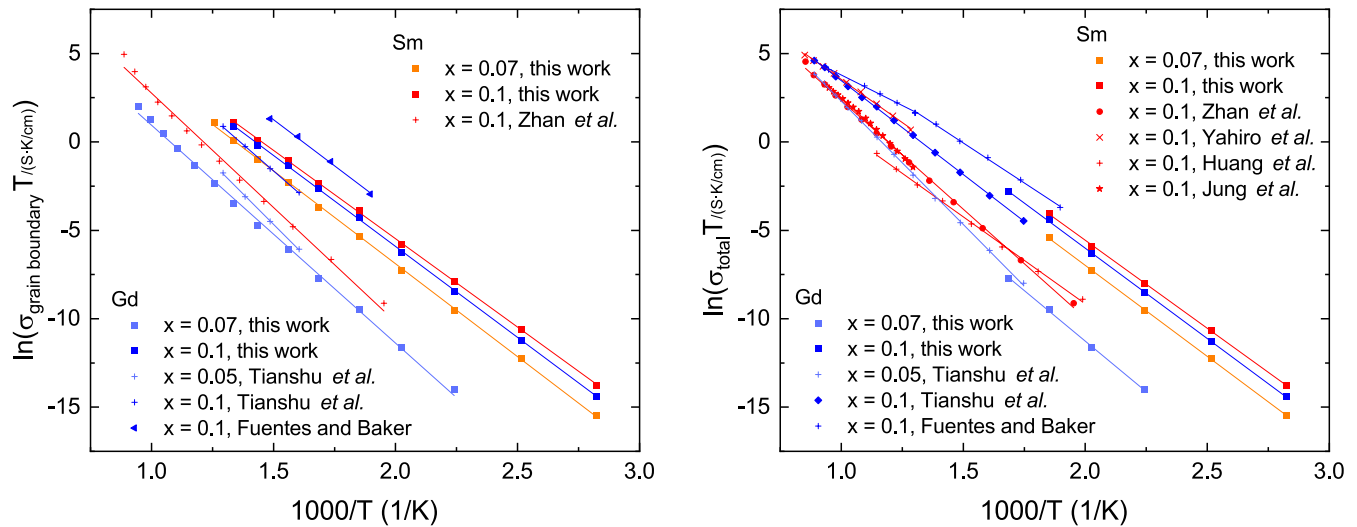 Sm
x = 0.07, this work
x = 0.1, this work
x = 0.1, Zhan et al.
Gd
x = 0.07, this work
x = 0.1, this work
x = 0.05, Tianshu et al.
x = 0.1, Tianshu et al.
x = 0.1, Fuentes and Baker
ln(σgrain boundaryT/(S·K/cm))
5
0
-5
-10
-15
1.0 1.5 2.0 2.5 3.0
1000/T (1/K)
Sm
x = 0.07, this work
x = 0.1, this work
x = 0.1, Zhan et al.
x = 0.1, Yahiro et al.
x = 0.1, Huang et al.
x = 0.1, Jung et al.
Gd
x = 0.07, this work
x = 0.1, this work
x = 0.05, Tianshu et al.
x = 0.1, Tianshu et al.
x = 0.1, Fuentes and Baker
ln(σtotalT/(S·K/cm))
5
0
-5
-10
-15
1.0 1.5 2.0 2.5 3.0
1000/T (1/K)